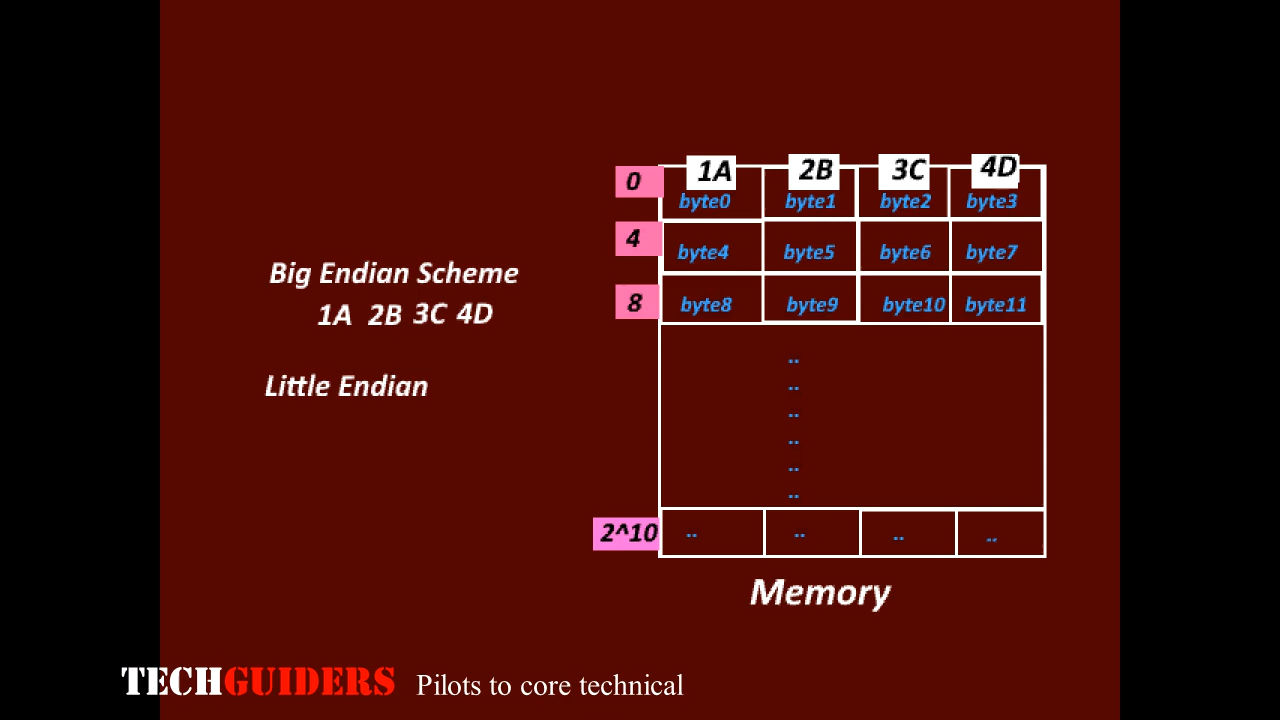 1A 2B 3C 4D
0 byte0 byte1 byte2 byte3
4 byte4 byte5 byte6 byte7
Big Endian Scheme
8 byte8 byte9 byte10 byte11
1A 2B 3C 4D
..
Little Endian
..
..
..
..
..
2^10 .. .. .. ..
Memory
TECHGUIDERS Pilots to core technical